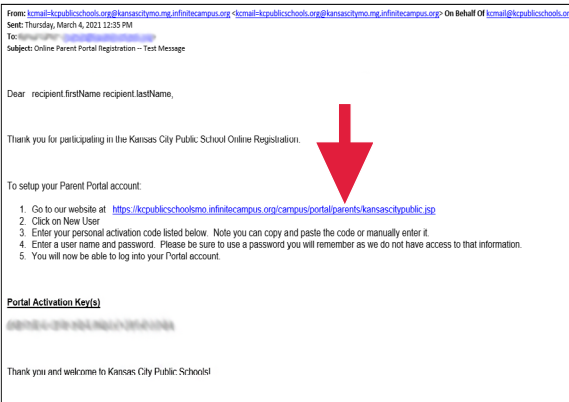 From: kcmail=kcpublicschools.org@kansascitymo.mg.infinitecampus.org <kcmail=kcpublicschools.org@kansascitymo.mg.infinitecampus.org> On Behalf Of kcmail@kcpublicschools.or
Sent: Thursday, March 4, 2021 12:35 PM
To:
Subject: Online Parent Portal Registration -- Test Message
Dear recipient.firstName recipient.lastName,
Thank you for participating in the Kansas City Public School Online Registration.
To setup your Parent Portal account:
1. Go to our website at https://kcpublicschoolsmo.infinitecampus.org/campus/portal/parents/kansascitypublic.jsp
2. Click on New User
3. Enter your personal activation code listed below. Note you can copy and paste the code or manually enter it.
4. Enter a user name and password. Please be sure to use a password you will remember as we do not have access to that information.
5. You will now be able to log into your Portal account.
Portal Activation Key(s)
Thank you and welcome to Kansas City Public Schools!